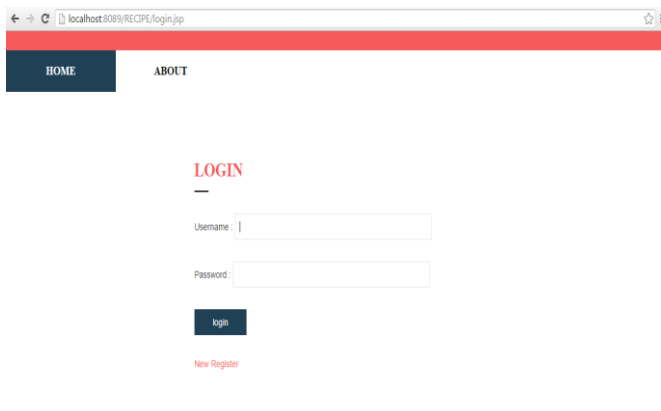 localhost:8089/RECIPE/login.jsp
HOME ABOUT
LOGIN
Username :
Password :
login
New Register